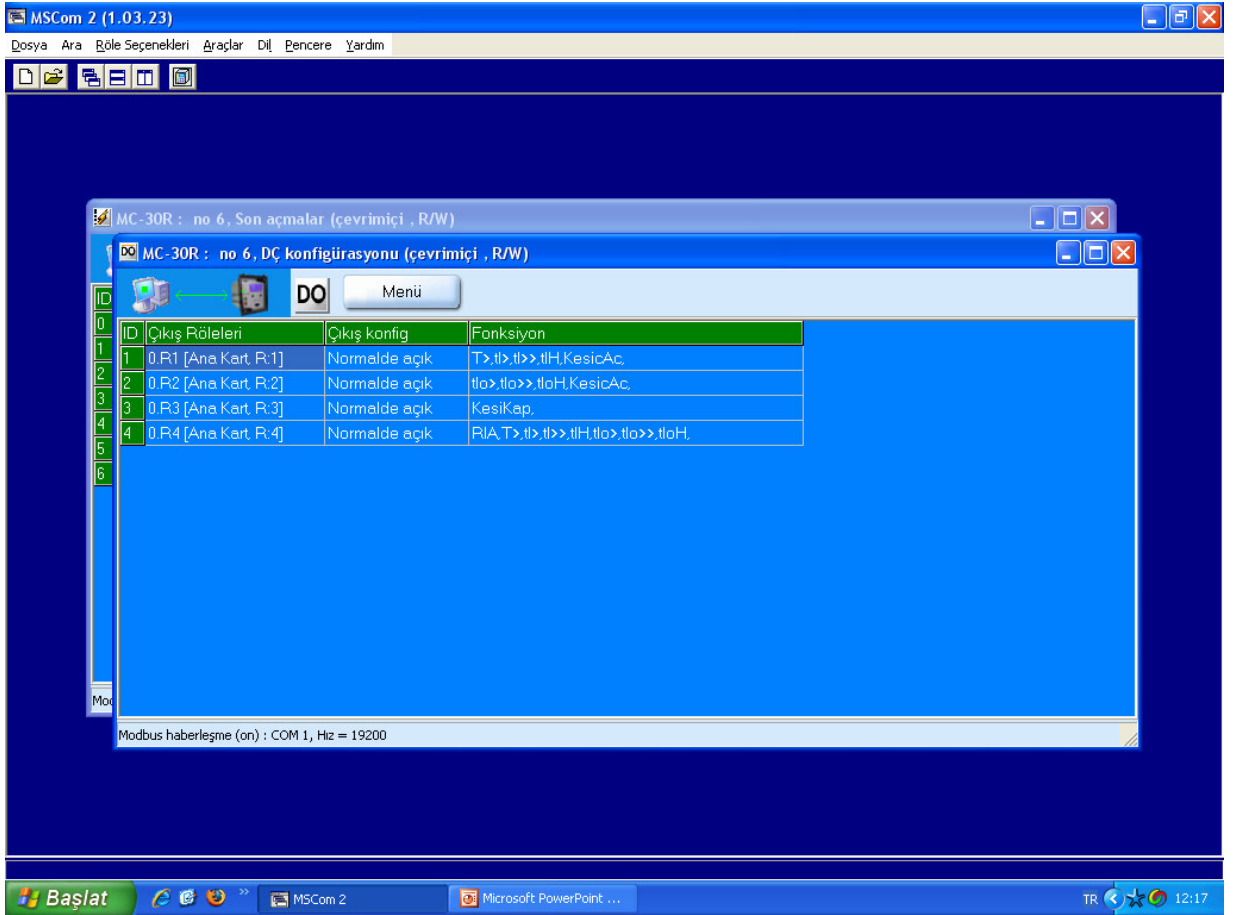 MSCom 2 (1.03.23)
Dosya Ara Röle Seçenekleri Araçlar Dil Pencere Yardım
MC-30R : no 6, Son açmalar (çevrimiçi , R/W)
MC-30R : no 6, DÇ konfigürasyonu (çevrimiçi , R/W)
DO Menü
ID
0
1
2
3
4
5
6
ID Çıkış Röleleri Çıkış konfig Fonksiyon
1 0.R1 [Ana Kart, R:1] Normalde açık T>,tI>,tI>>,tIH,KesicAc,
2 0.R2 [Ana Kart, R:2] Normalde açık tIo>,tIo>>,tIoH,KesicAc,
3 0.R3 [Ana Kart, R:3] Normalde açık KesiKap,
4 0.R4 [Ana Kart, R:4] Normalde açık RIA,T>,tI>,tI>>,tIH,tIo>,tIo>>,tIoH,
Mod
Modbus haberleşme (on) : COM 1, Hız = 19200
Başlat MSCom 2 Microsoft PowerPoint ... TR 12:17